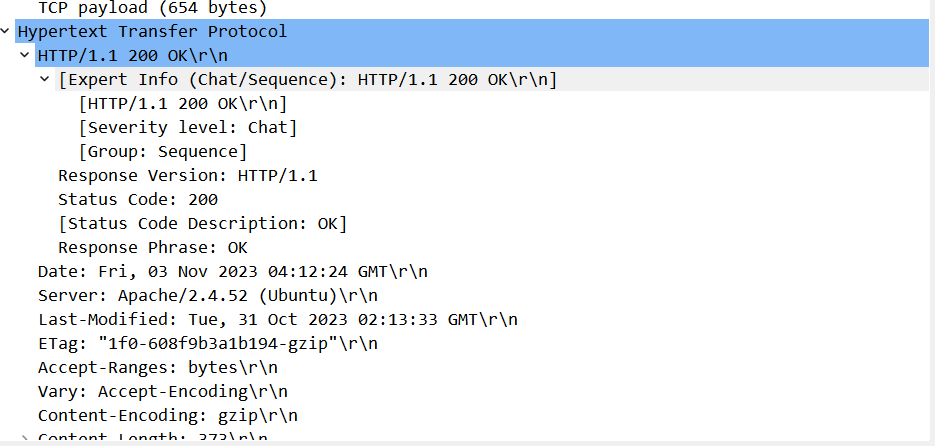 TCP payload (654 bytes)
Hypertext Transfer Protocol
HTTP/1.1 200 OK\r\n
[Expert Info (Chat/Sequence): HTTP/1.1 200 OK\r\n]
[HTTP/1.1 200 OK\r\n]
[Severity level: Chat]
[Group: Sequence]
Response Version: HTTP/1.1
Status Code: 200
[Status Code Description: OK]
Response Phrase: OK
Date: Fri, 03 Nov 2023 04:12:24 GMT\r\n
Server: Apache/2.4.52 (Ubuntu)\r\n
Last-Modified: Tue, 31 Oct 2023 02:13:33 GMT\r\n
ETag: "1f0-608f9b3a1b194-gzip"\r\n
Accept-Ranges: bytes\r\n
Vary: Accept-Encoding\r\n
Content-Encoding: gzip\r\n
Content-Length: 373\r\n